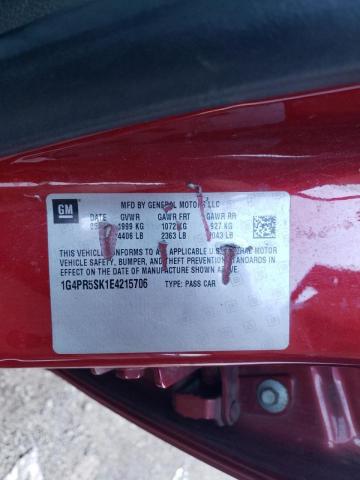 GM
MFD BY GENERAL MOTORS LLC
DATE GVWR GAWR FRT GAWR RR
1999 KG 1072 KG 927 KG
4406 LB 2363 LB 2043 LB
THIS VEHICLE CONFORMS TO ALL APPLICABLE U.S. FEDERAL MOTOR
VEHICLE SAFETY, BUMPER, AND THEFT PREVENTION STANDARDS IN
EFFECT ON THE DATE OF MANUFACTURE SHOWN ABOVE.
1G4PR5SK1E4215706 TYPE: PASS CAR